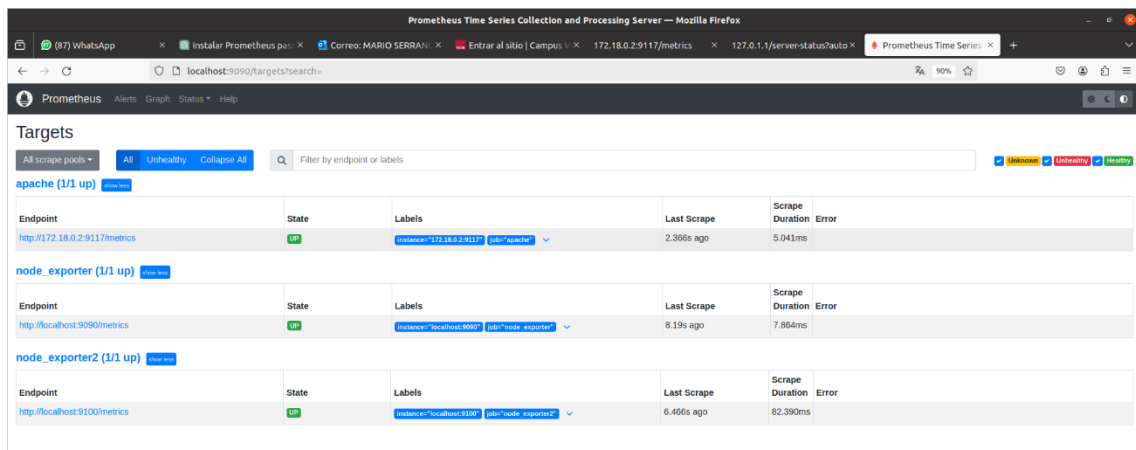 Prometheus Time Series Collection and Processing Server — Mozilla Firefox
(87) WhatsApp × Instalar Prometheus pas × Correo: MARIO SERRAN × Entrar al sitio | Campus V × 172.18.0.2:9117/metrics × 127.0.1.1/server-status?auto × Prometheus Time Series × +
localhost:9090/targets?search= 90%
Prometheus Alerts Graph Status Help
Targets
All scrape pools All Unhealthy Collapse All Filter by endpoint or labels Unknown Unhealthy Healthy
apache (1/1 up) show less
Endpoint State Labels Last Scrape Scrape Duration Error
http://172.18.0.2:9117/metrics UP instance="172.18.0.2:9117" job="apache" 2.366s ago 5.041ms
node_exporter (1/1 up) show less
Endpoint State Labels Last Scrape Scrape Duration Error
http://localhost:9090/metrics UP instance="localhost:9090" job="node_exporter" 8.19s ago 7.864ms
node_exporter2 (1/1 up) show less
Endpoint State Labels Last Scrape Scrape Duration Error
http://localhost:9100/metrics UP instance="localhost:9100" job="node_exporter2" 6.466s ago 82.390ms